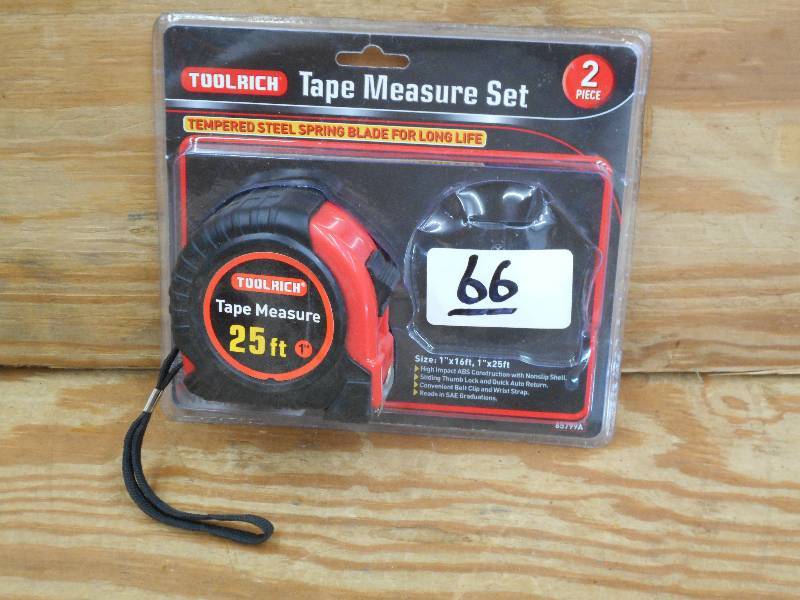 TOOLRICH® Tape Measure Set
2
PIECE
TEMPERED STEEL SPRING BLADE FOR LONG LIFE
TOOLRICH®
Tape Measure
25ft 1"
66
Size: 1"x16ft, 1"x25ft
High Impact ABS Construction with Nonslip Shell.
Sliding Thumb Lock and Quick Auto Return.
Convenient Belt Clip and Wrist Strap.
Reads in SAE Graduations.
65799A